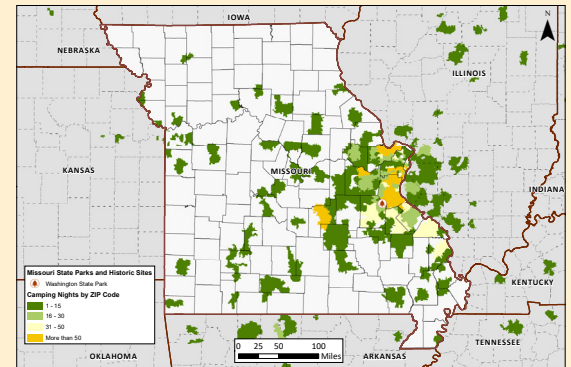 IOWA
N
NEBRASKA
ILLINOIS
KANSAS
MISSOURI
INDIANA
Missouri State Parks and Historic Sites
Washington State Park
Camping Nights by ZIP Code
1 - 15
16 - 30
31 - 50
More than 50
KENTUCKY
0 25 50 100
Miles
TENNESSEE
OKLAHOMA
ARKANSAS